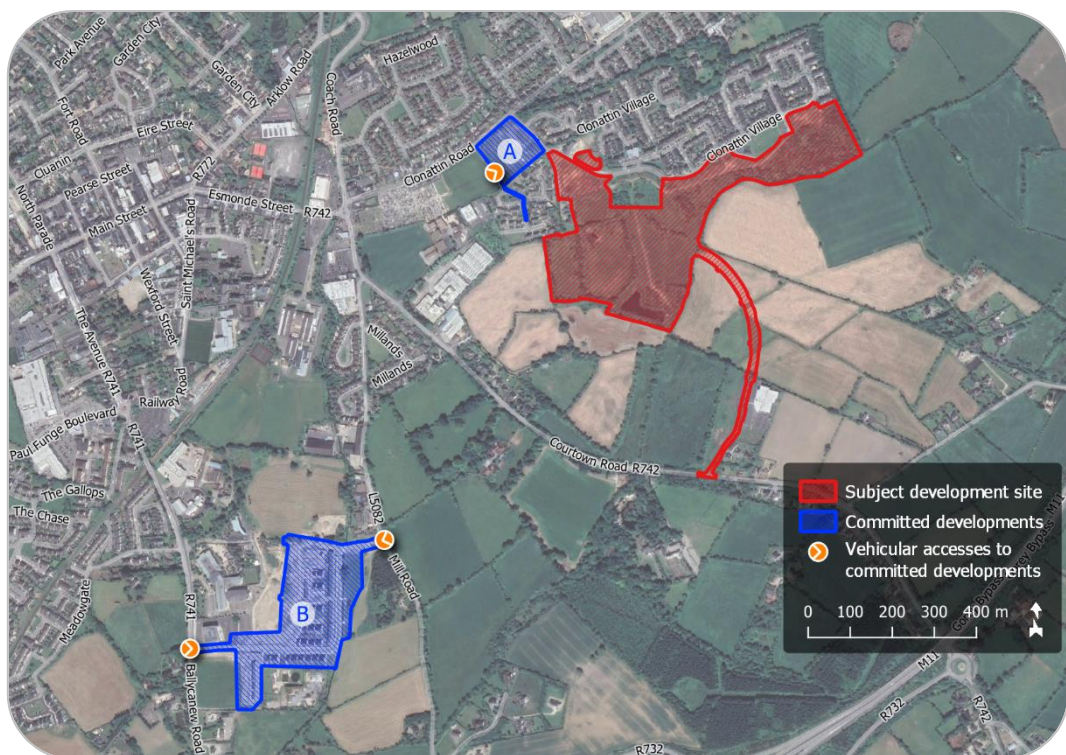 Park Avenue
Garden City
Fort Road
Garden City
Arklow Road
Hazelwood
Coach Road
Eire Street
Cluanin
Pearse Street
R772
Clonattin Village
Clonattin Road
A
Clonattin Village
North Parade
Main Street
Esmonde Street R742
Saint Michael's Road
Wexford Street
The Avenue R741
Millands
Millands
Railway Road
Paul Funge Boulevard
R741
Courtown Road R742
The Gallops
The Chase
L5082
Mill Road
Meadowgate
R741
B
Ballycanew Road
Subject development site
Committed developments
Vehicular accesses to
committed developments
0 100 200 300 400 m
Gorey Bypass M11
M11
R732
R742
R732